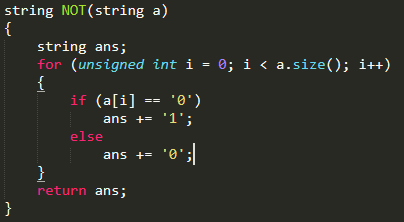 string NOT(string a)
{
    string ans;
    for (unsigned int i = 0; i < a.size(); i++)
    {
        if (a[i] == '0')
            ans += '1';
        else
            ans += '0';
    }
    return ans;
}